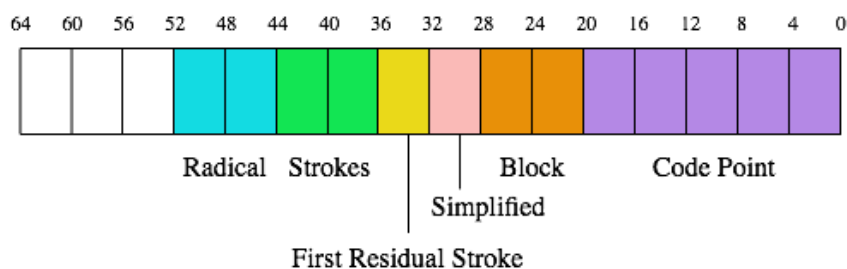 64 60 56 52 48 44 40 36 32 28 24 20 16 12 8 4 0
Radical Strokes Block Code Point
Simplified
First Residual Stroke